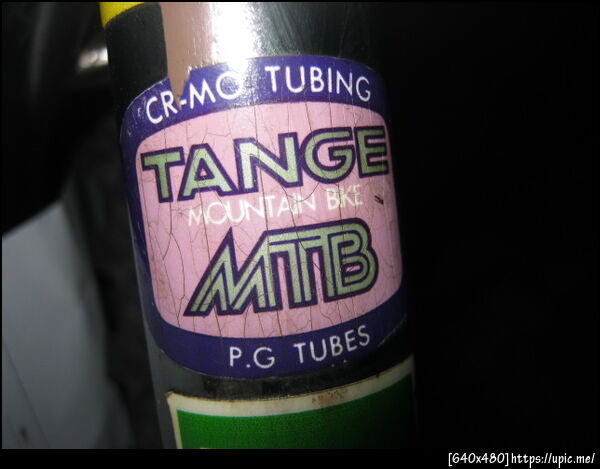 CR-MO TUBING
TANGE
MOUNTAIN BIKE
MTB
P.G TUBES
[640x480]https://upic.me/